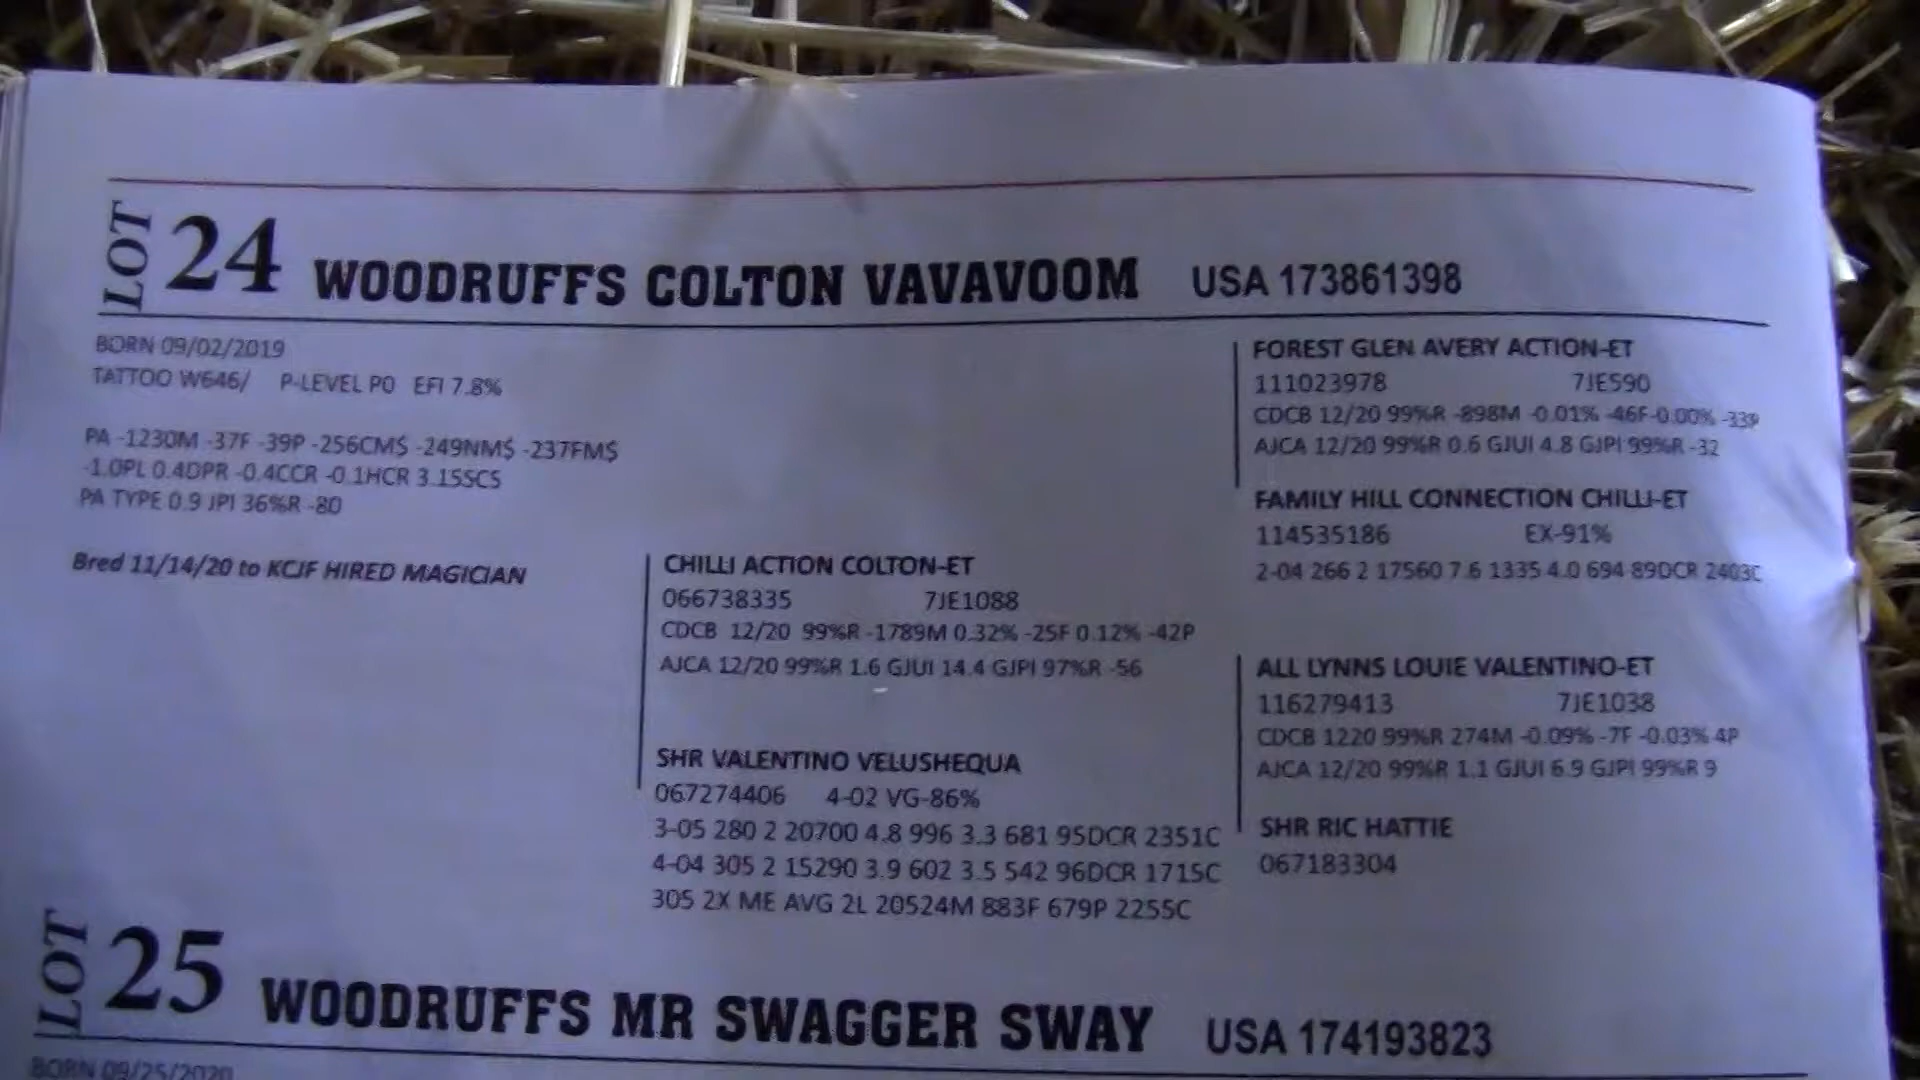 LOT 24 WOODRUFFS COLTON VAVAVOOM USA 173861398
BORN 09/02/2019
TATTOO W646/ P-LEVEL P0 EFI 7.8%
PA -1230M -37F -39P -256CM$ -249NM$ -237FM$
-1.0PL 0.4DPR -0.4CCR -0.1HCR 3.15SCS
PA TYPE 0.9 JPI 36%R -80
Bred 11/14/20 to KCJF HIRED MAGICIAN
CHILLI ACTION COLTON-ET
066738335 7JE1088
CDCB 12/20 99%R -1789M 0.32% -25F 0.12% -42P
AJCA 12/20 99%R 1.6 GJUI 14.4 GJPI 97%R -56
SHR VALENTINO VELUSHEQUA
067274406 4-02 VG-86%
3-05 280 2 20700 4.8 996 3.3 681 95DCR 2351C
4-04 305 2 15290 3.9 602 3.5 542 96DCR 1715C
305 2X ME AVG 2L 20524M 883F 679P 2255C
FOREST GLEN AVERY ACTION-ET
111023978 7JE590
CDCB 12/20 99%R -898M -0.01% -46F-0.00% -33P
AJCA 12/20 99%R 0.6 GJUI 4.8 GJPI 99%R -32
FAMILY HILL CONNECTION CHILLI-ET
114535186 EX-91%
2-04 266 2 17560 7.6 1335 4.0 694 89DCR 2403C
ALL LYNNS LOUIE VALENTINO-ET
116279413 7JE1038
CDCB 1220 99%R 274M -0.09% -7F -0.03% 4P
AJCA 12/20 99%R 1.1 GJUI 6.9 GJPI 99%R 9
SHR RIC HATTIE
067183304
LOT 25 WOODRUFFS MR SWAGGER SWAY USA 174193823
BORN 09/25/2020